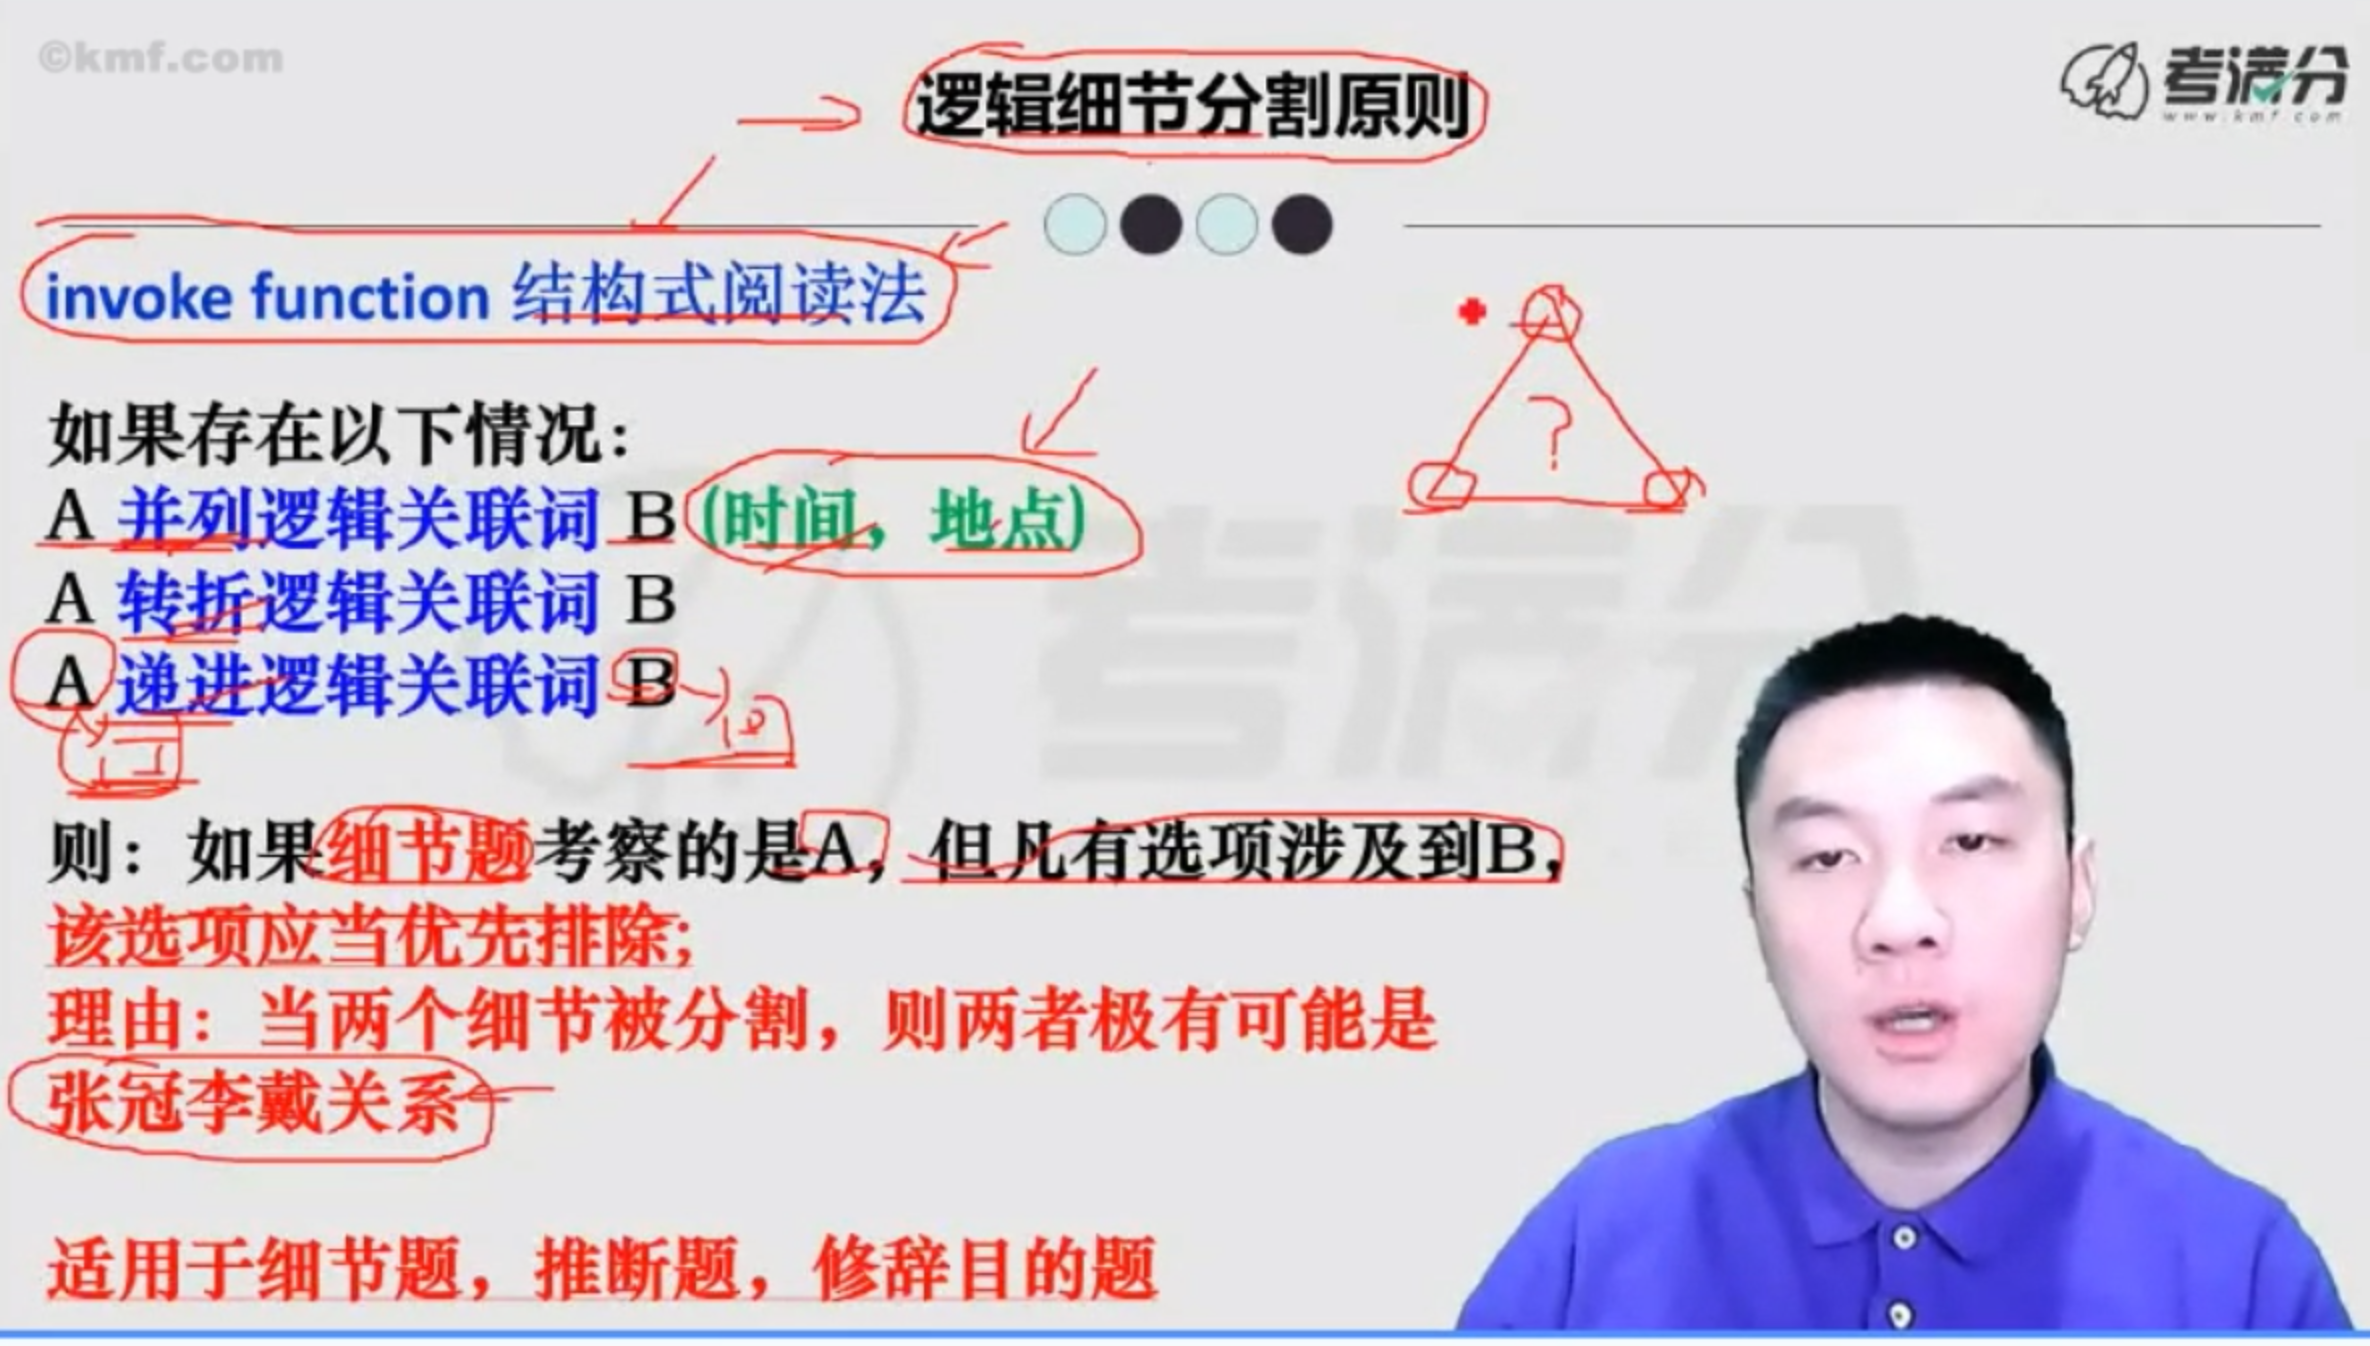 ©kmf.com
考满分
www.kmf.com
逻辑细节分割原则
invoke function 结构式阅读法
如果存在以下情况：
A 并列逻辑关联词 B (时间，地点)
A 转折逻辑关联词 B
A 递进逻辑关联词 B
?
则：如果细节题考察的是A，但凡有选项涉及到B，
该选项应当优先排除;
理由：当两个细节被分割，则两者极有可能是
张冠李戴关系
适用于细节题，推断题，修辞目的题
考满分